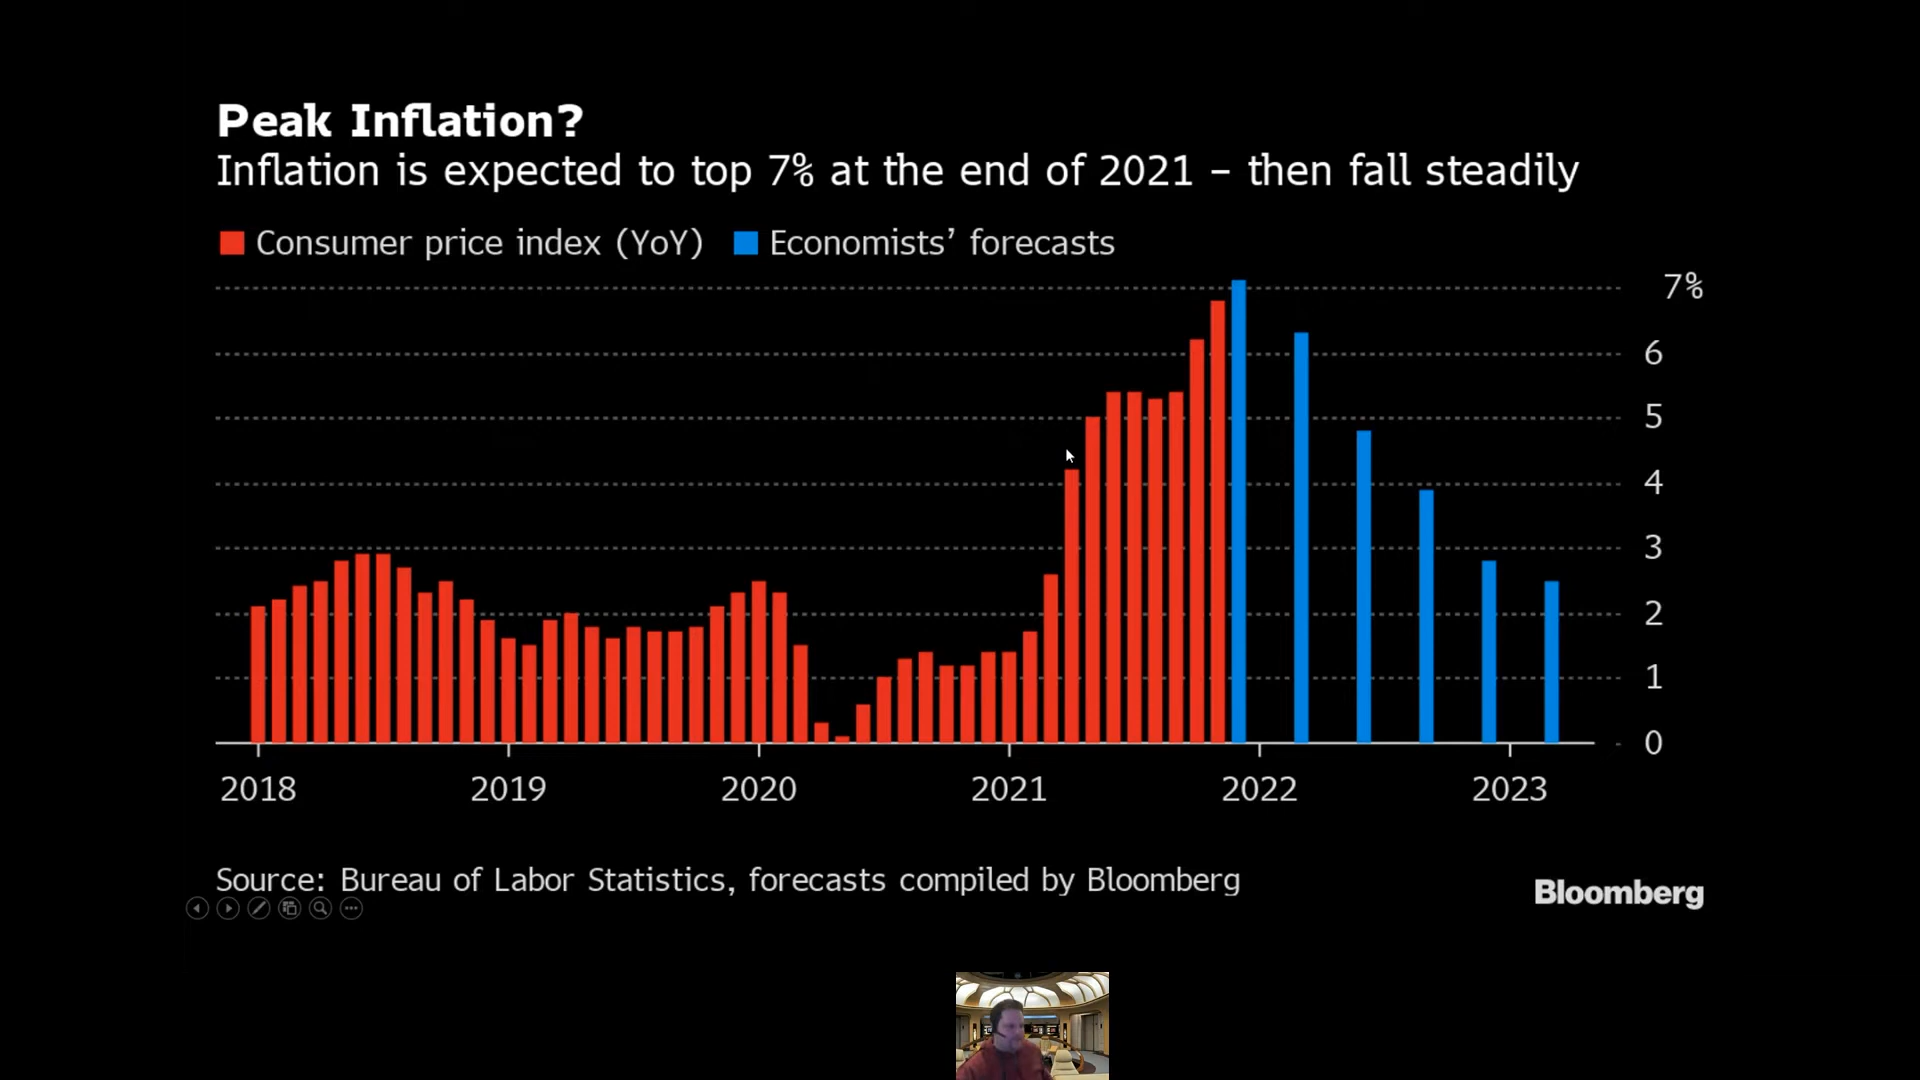 Peak Inflation?
Inflation is expected to top 7% at the end of 2021 – then fall steadily
Consumer price index (YoY) Economists’ forecasts
7%
6
5
4
3
2
1
0
2018 2019 2020 2021 2022 2023
Source: Bureau of Labor Statistics, forecasts compiled by Bloomberg
Bloomberg